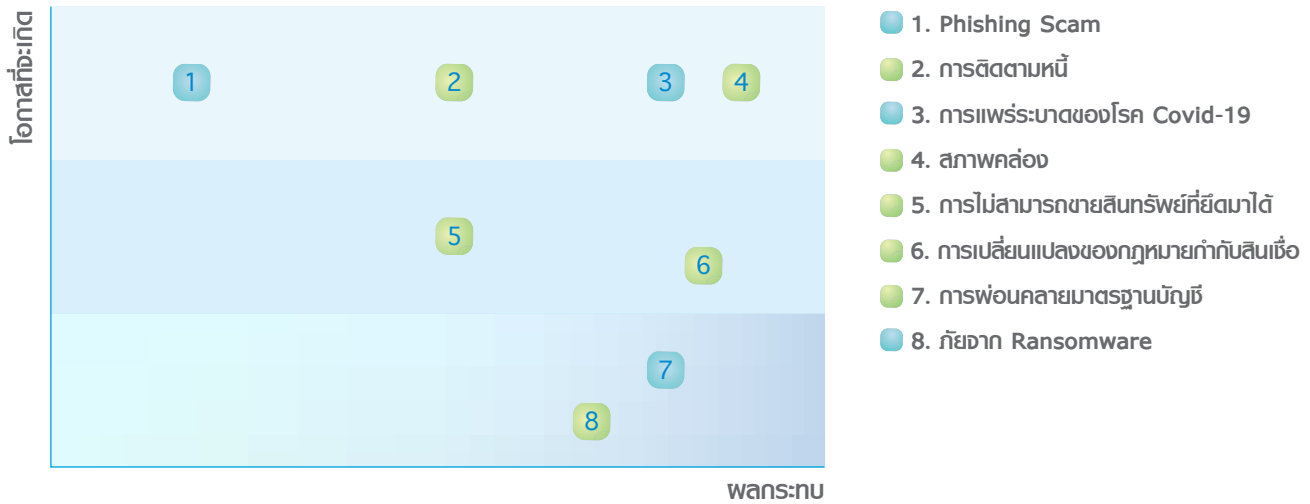 โอกาสที่จะเกิด
1
2
3
4
5
6
7
8
ผลกระทบ
1. Phishing Scam
2. การติดตามหนี้
3. การแพร่ระบาดของโรค Covid-19
4. สภาพคล่อง
5. การไม่สามารถขายสินทรัพย์ที่ยึดมาได้
6. การเปลี่ยนแปลงของกฎหมายกำกับสินเชื่อ
7. การผ่อนคลายมาตรฐานบัญชี
8. ภัยจาก Ransomware